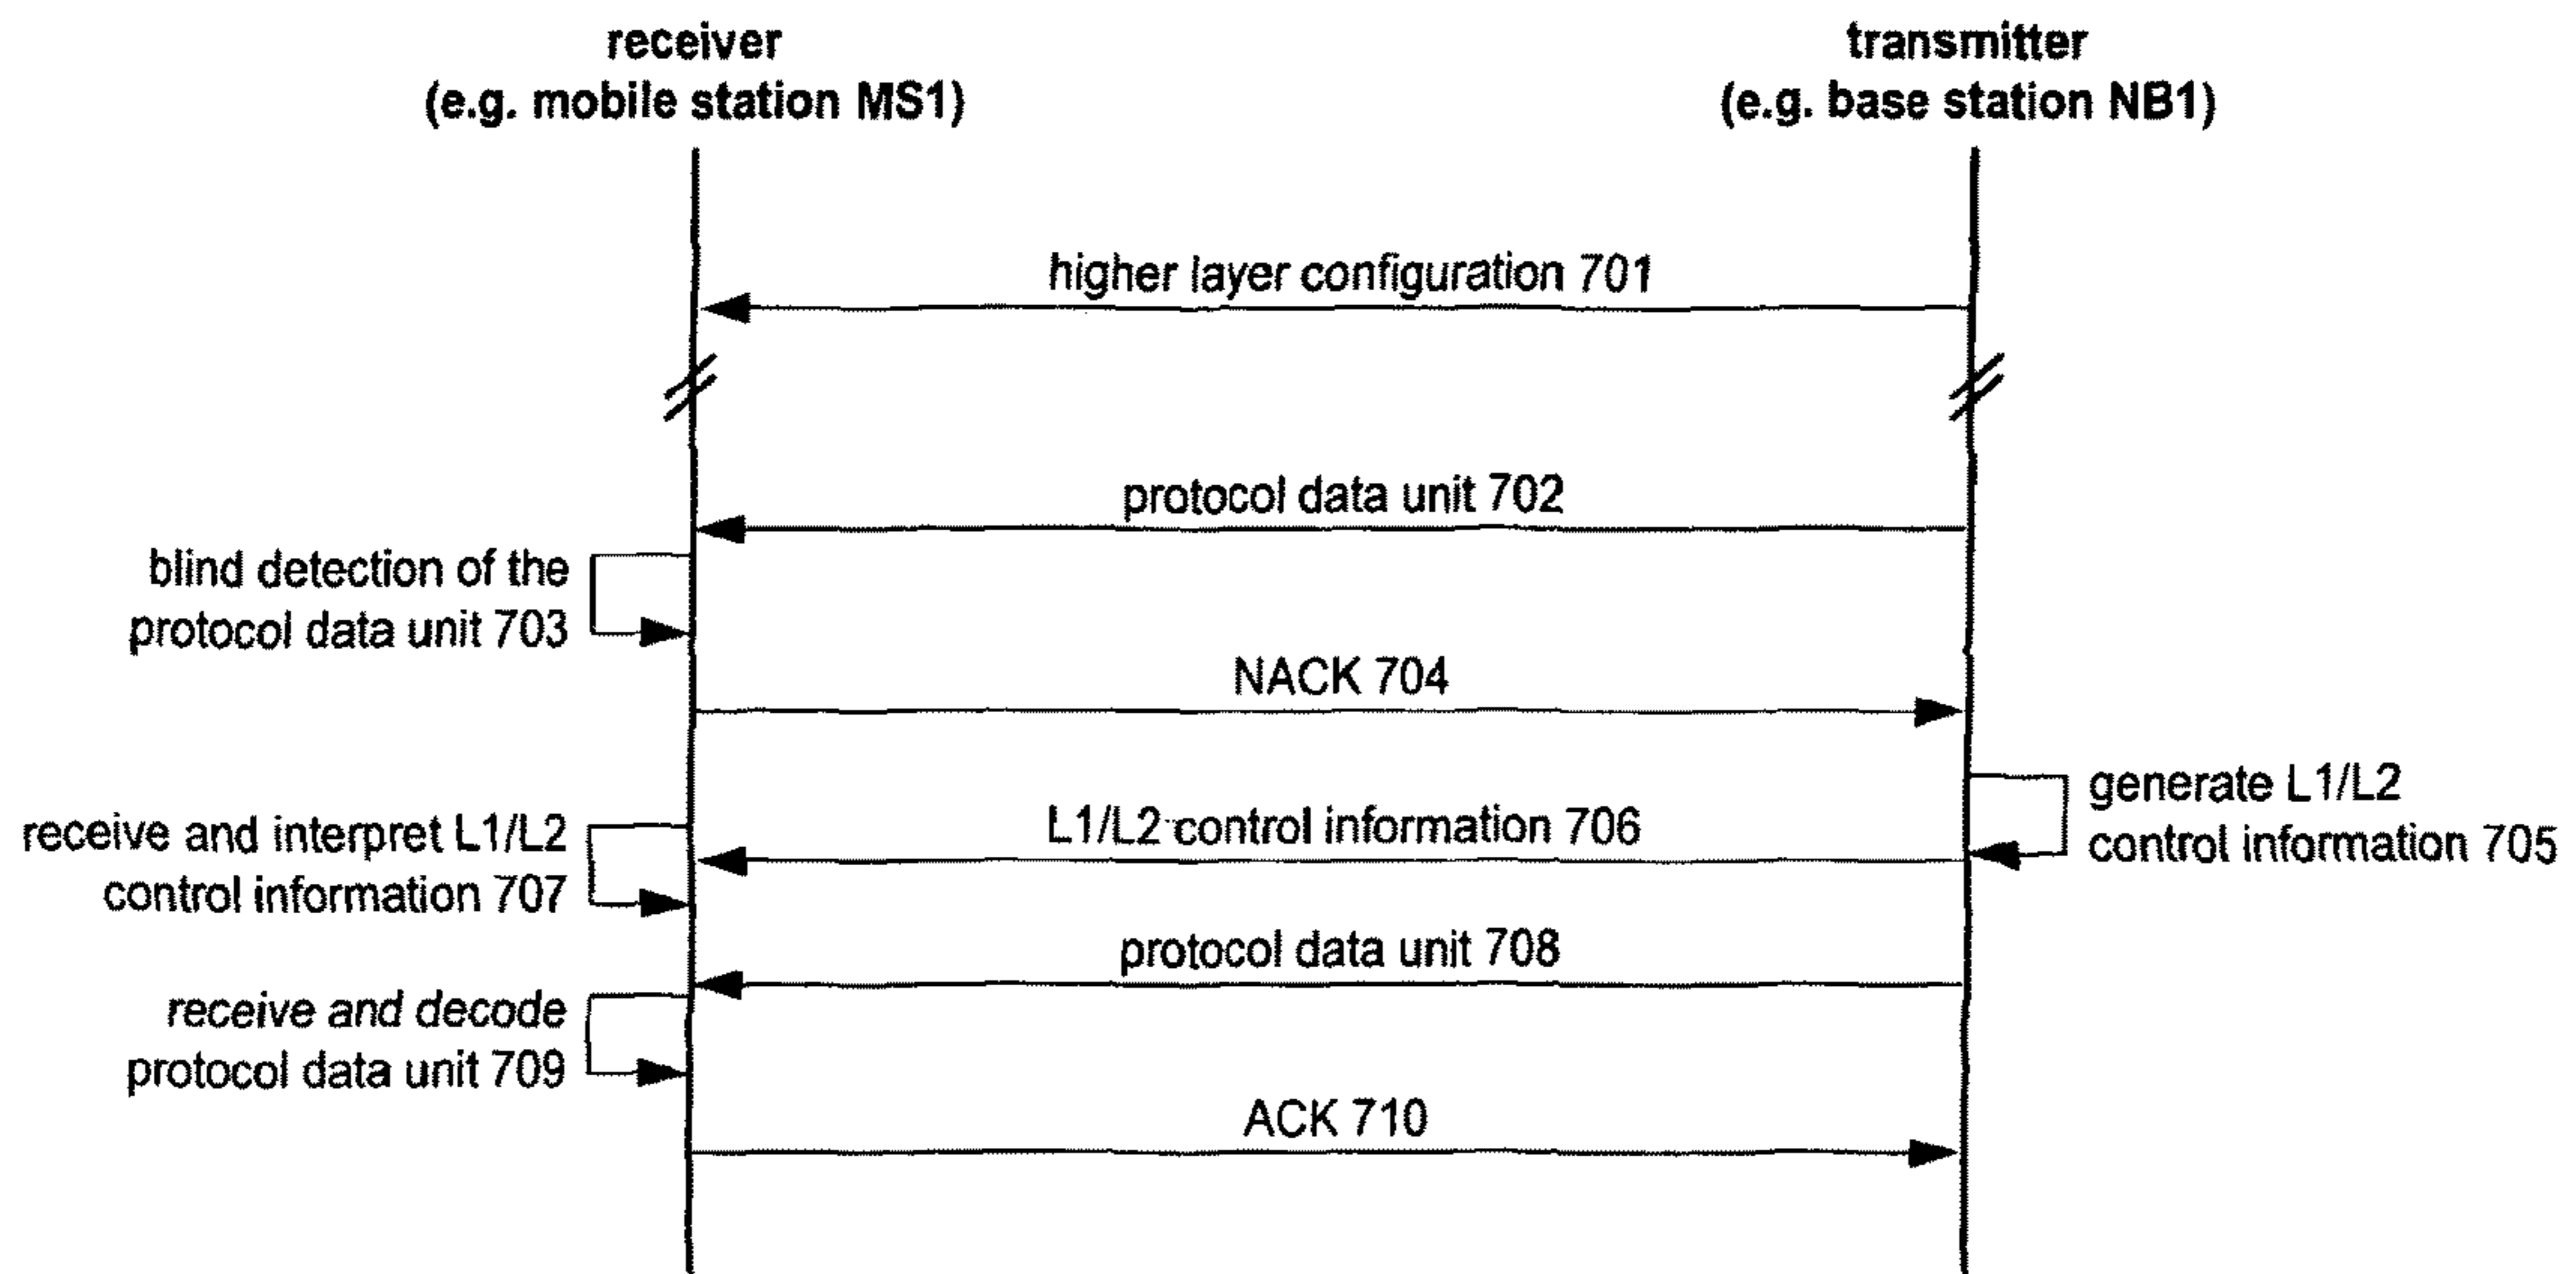 receiver
(e.g. mobile station MS1)
transmitter
(e.g. base station NB1)
higher layer configuration 701
protocol data unit 702
blind detection of the
protocol data unit 703
NACK 704
generate L1/L2
control information 705
L1/L2 control information 706
receive and interpret L1/L2
control information 707
protocol data unit 708
receive and decode
protocol data unit 709
ACK 710